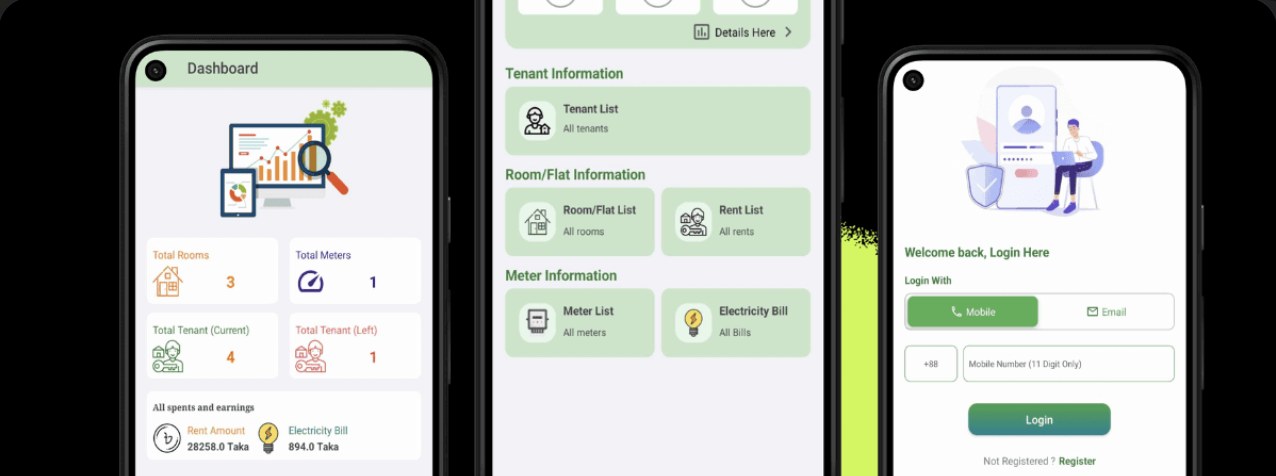 Dashboard
Total Rooms
3
Total Meters
1
Total Tenant (Current)
4
Total Tenant (Left)
1
All spents and earnings
৳
Rent Amount
28258.0 Taka
Electricity Bill
894.0 Taka
Details Here
Tenant Information
Tenant List
All tenants
Room/Flat Information
Room/Flat List
All rooms
Rent List
All rents
Meter Information
Meter List
All meters
Electricity Bill
All Bills
Welcome back, Login Here
Login With
Mobile
Email
+88
Mobile Number (11 Digit Only)
Login
Not Registered ? Register